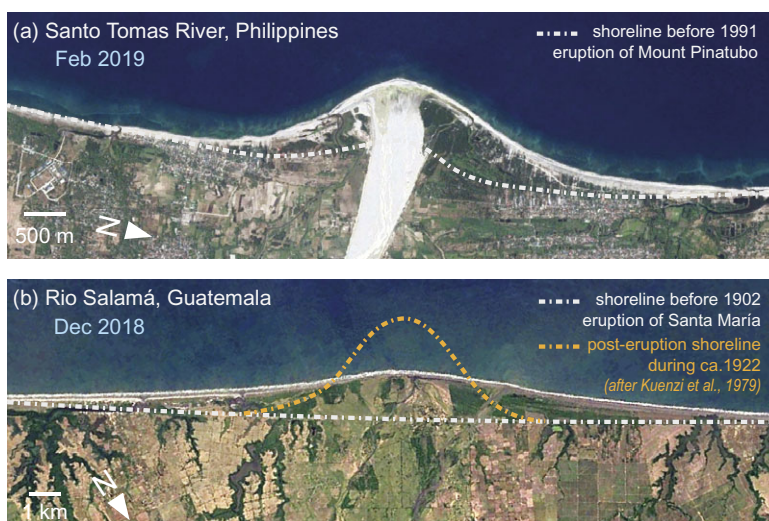 (a) Santo Tomas River, Philippines
Feb 2019
shoreline before 1991
eruption of Mount Pinatubo
500 m
N
(b) Rio Salamá, Guatemala
Dec 2018
shoreline before 1902
eruption of Santa María
post-eruption shoreline
during ca.1922
(after Kuenzi et al., 1979)
1 km
N